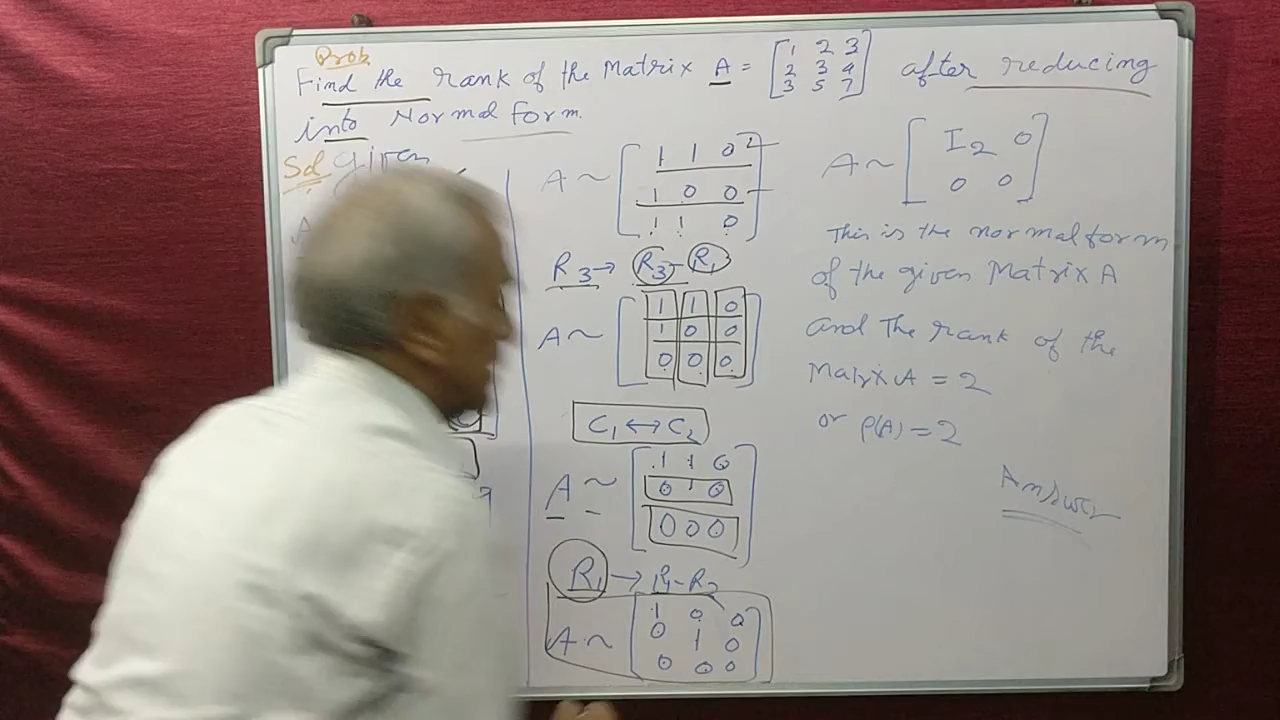 Prob
Find the rank of the Matrix A = [1 2 3
2 3 4
3 5 7] after reducing
into Normal form.
Sol given
A
A ~ [1 1 0
1 0 0
1 1 0]
R3 → R3 - R1
A ~ [1 1 0
1 0 0
0 0 0]
C1 ↔ C2
A ~ [1 1 0
0 1 0
0 0 0]
R1 → R1 - R2
A ~ [1 0 0
0 1 0
0 0 0]
A ~ [I2 0
0 0]
This is the normal form
of the given Matrix A
and The rank of the
Matrix A = 2
or ρ(A) = 2
Answer